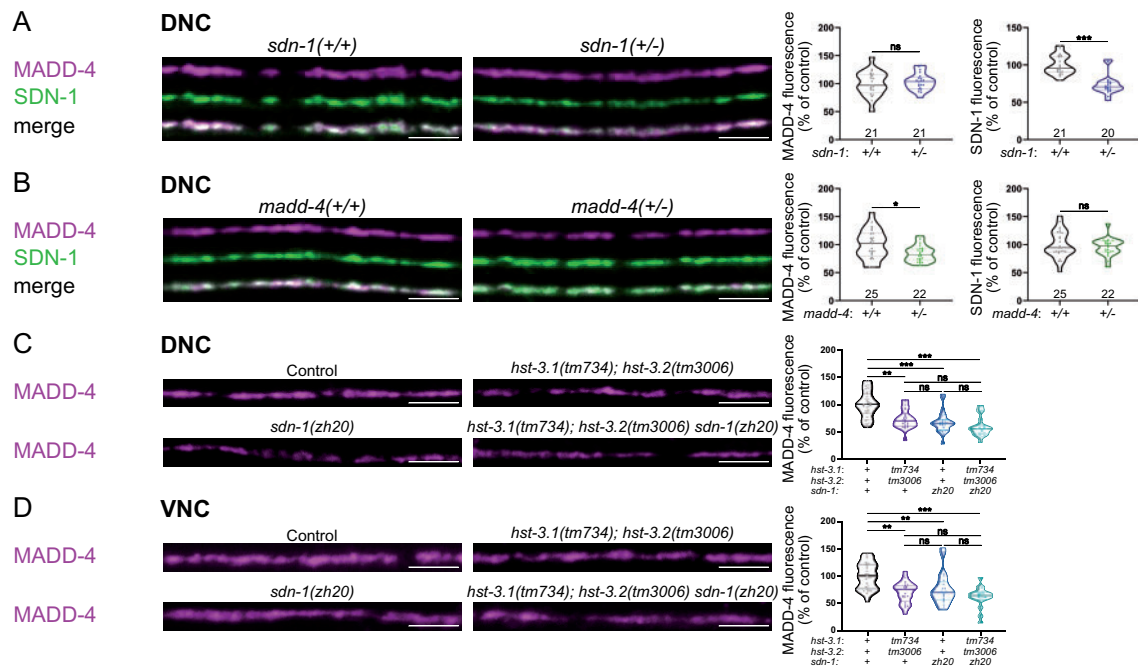 A
DNC
sdn-1(+/+)
sdn-1(+/-)
MADD-4
SDN-1
merge
MADD-4 fluorescence
(% of control)
200
150
100
50
0
ns
21
21
sdn-1:
+/+
+/-
SDN-1 fluorescence
(% of control)
150
100
50
0
***
21
20
sdn-1:
+/+
+/-
B
DNC
madd-4(+/+)
madd-4(+/-)
MADD-4
SDN-1
merge
MADD-4 fluorescence
(% of control)
200
150
100
50
0
*
25
22
madd-4:
+/+
+/-
SDN-1 fluorescence
(% of control)
200
150
100
50
0
ns
25
22
madd-4:
+/+
+/-
C
DNC
Control
hst-3.1(tm734); hst-3.2(tm3006)
MADD-4
sdn-1(zh20)
hst-3.1(tm734); hst-3.2(tm3006) sdn-1(zh20)
MADD-4
MADD-4 fluorescence
(% of control)
200
150
100
50
0
***
***
ns
**
ns
ns
hst-3.1: + tm734 + tm734
hst-3.2: + tm3006 + tm3006
sdn-1: + + zh20 zh20
D
VNC
Control
hst-3.1(tm734); hst-3.2(tm3006)
MADD-4
sdn-1(zh20)
hst-3.1(tm734); hst-3.2(tm3006) sdn-1(zh20)
MADD-4
MADD-4 fluorescence
(% of control)
200
150
100
50
0
***
**
ns
**
ns
ns
hst-3.1: + tm734 + tm734
hst-3.2: + tm3006 + tm3006
sdn-1: + + zh20 zh20